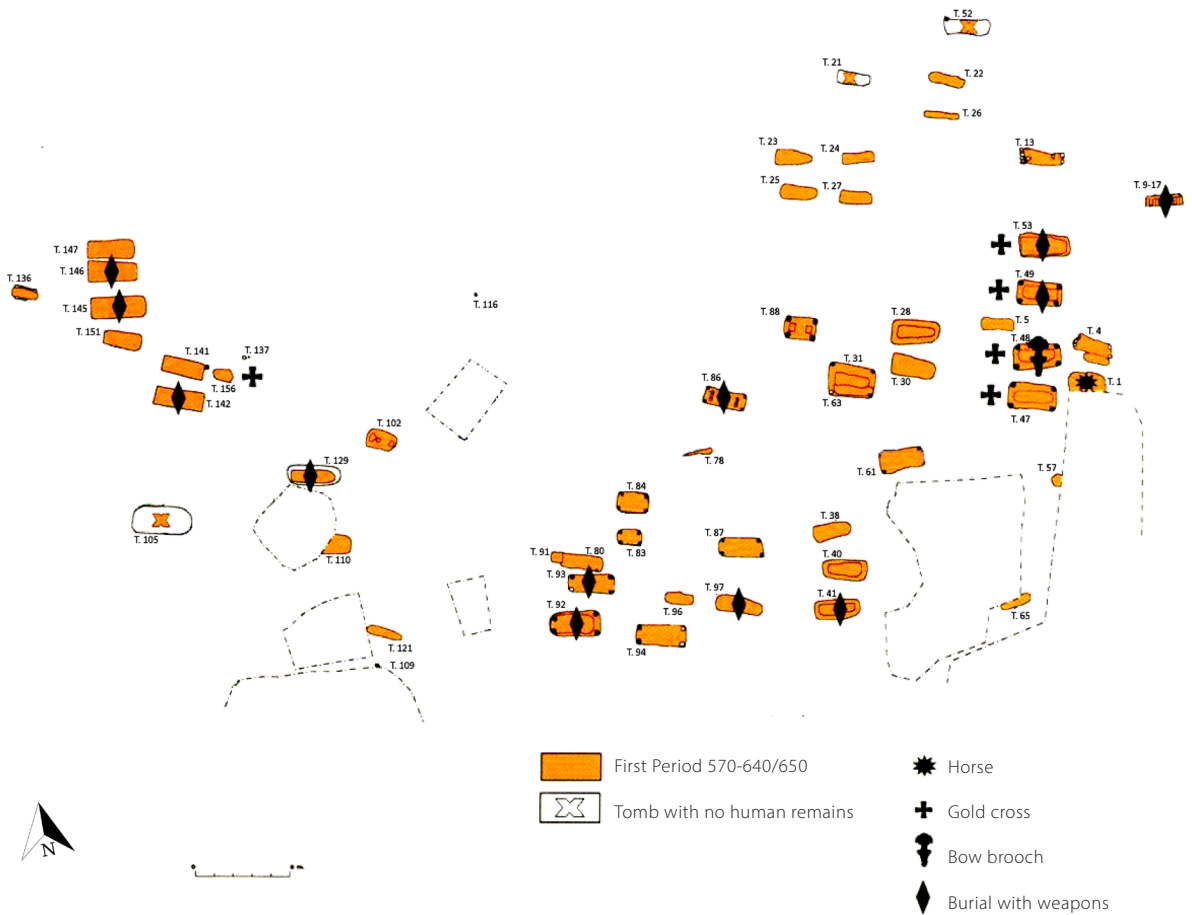 T. 52
T. 21
T. 22
T. 26
T. 23
T. 24
T. 13
T. 25
T. 27
T. 9-17
T. 53
T. 147
T. 146
T. 136
T. 49
T. 145
T. 116
T. 88
T. 28
T. 5
T. 151
T. 48
T. 4
T. 141
T. 137
T. 31
T. 30
T. 1
T. 156
T. 86
T. 142
T. 63
T. 47
T. 102
T. 129
T. 78
T. 61
T. 57
T. 84
T. 105
T. 38
T. 87
T. 83
T. 110
T. 91
T. 80
T. 40
T. 93
T. 97
T. 41
T. 96
T. 65
T. 92
T. 121
T. 94
T. 109
First Period 570-640/650
Horse
Tomb with no human remains
Gold cross
N
Bow brooch
Burial with weapons